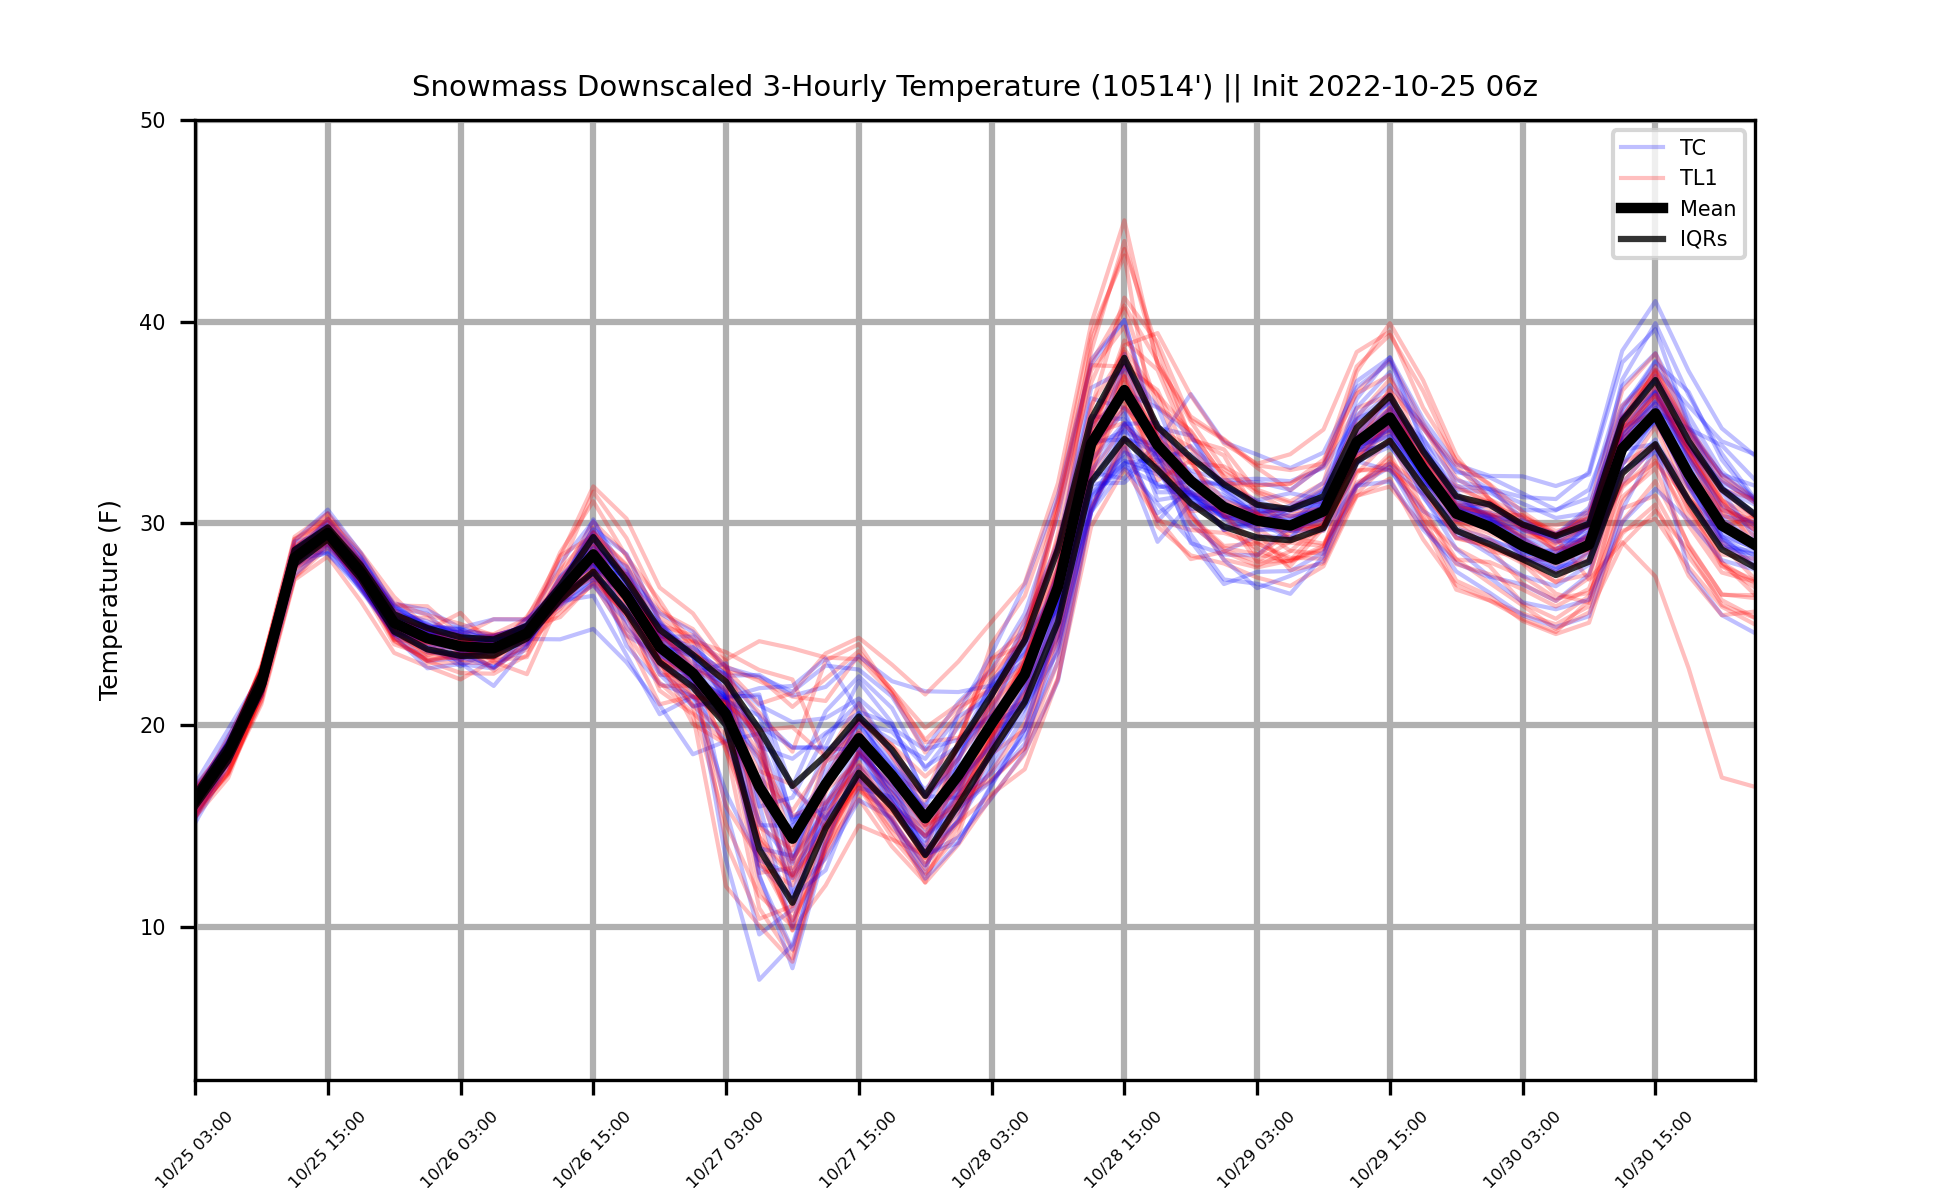 Snowmass Downscaled 3-Hourly Temperature (10514') || Init 2022-10-25 06z
50
40
30
20
10
Temperature (F)
TC
TL1
Mean
IQRs
10/25 03:00
10/25 15:00
10/26 03:00
10/26 15:00
10/27 03:00
10/27 15:00
10/28 03:00
10/28 15:00
10/29 03:00
10/29 15:00
10/30 03:00
10/30 15:00